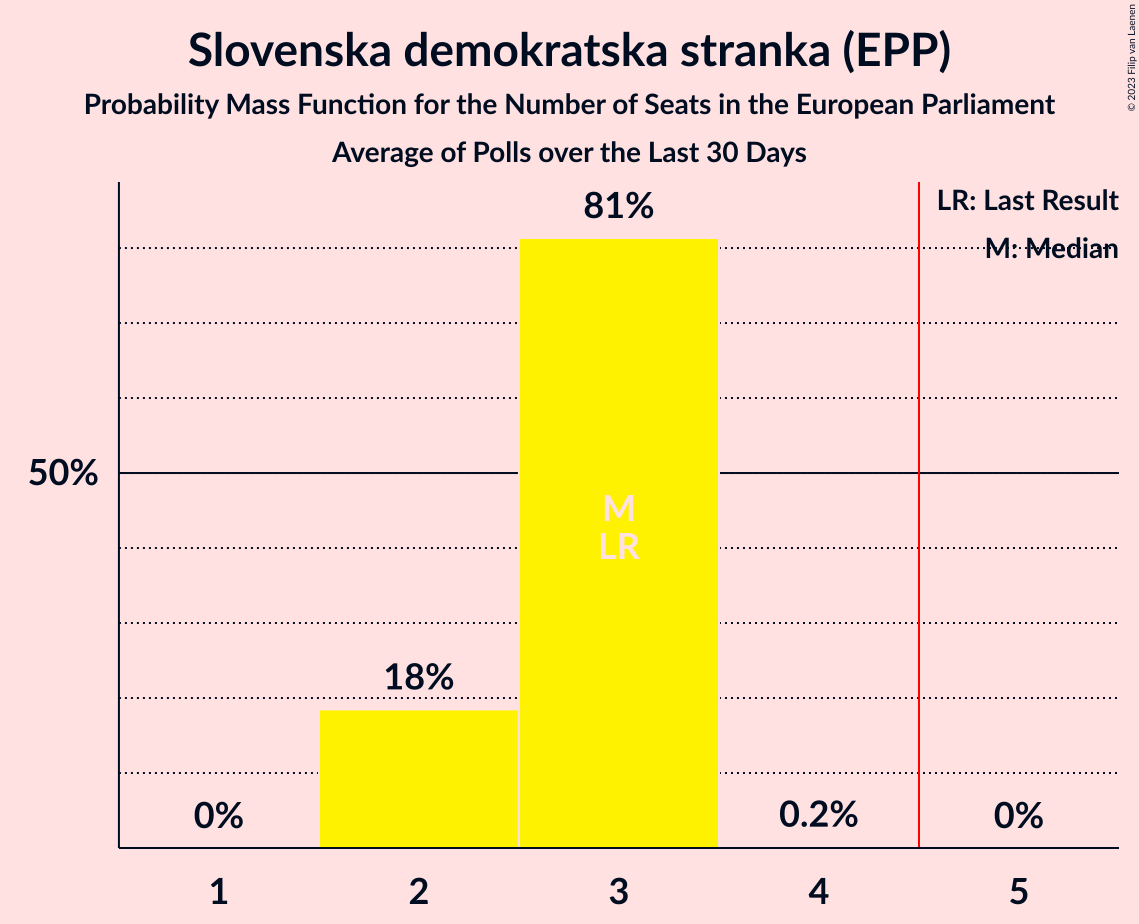 Slovenska demokratska stranka (EPP)
Probability Mass Function for the Number of Seats in the European Parliament
Average of Polls over the Last 30 Days
© 2023 Filip van Laenen
81%
LR: Last Result
M: Median
50%
M
LR
18%
0%
0.2%
0%
1
2
3
4
5